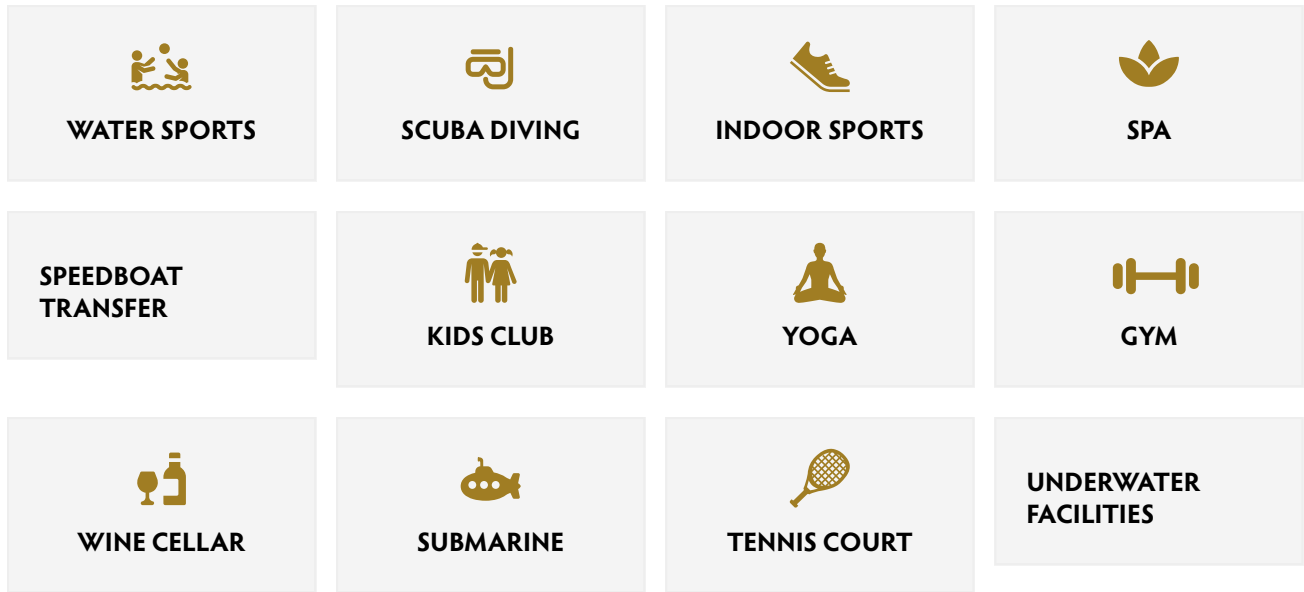 WATER SPORTS
SCUBA DIVING
INDOOR SPORTS
SPA
SPEEDBOAT
TRANSFER
KIDS CLUB
YOGA
GYM
WINE CELLAR
SUBMARINE
TENNIS COURT
UNDERWATER
FACILITIES